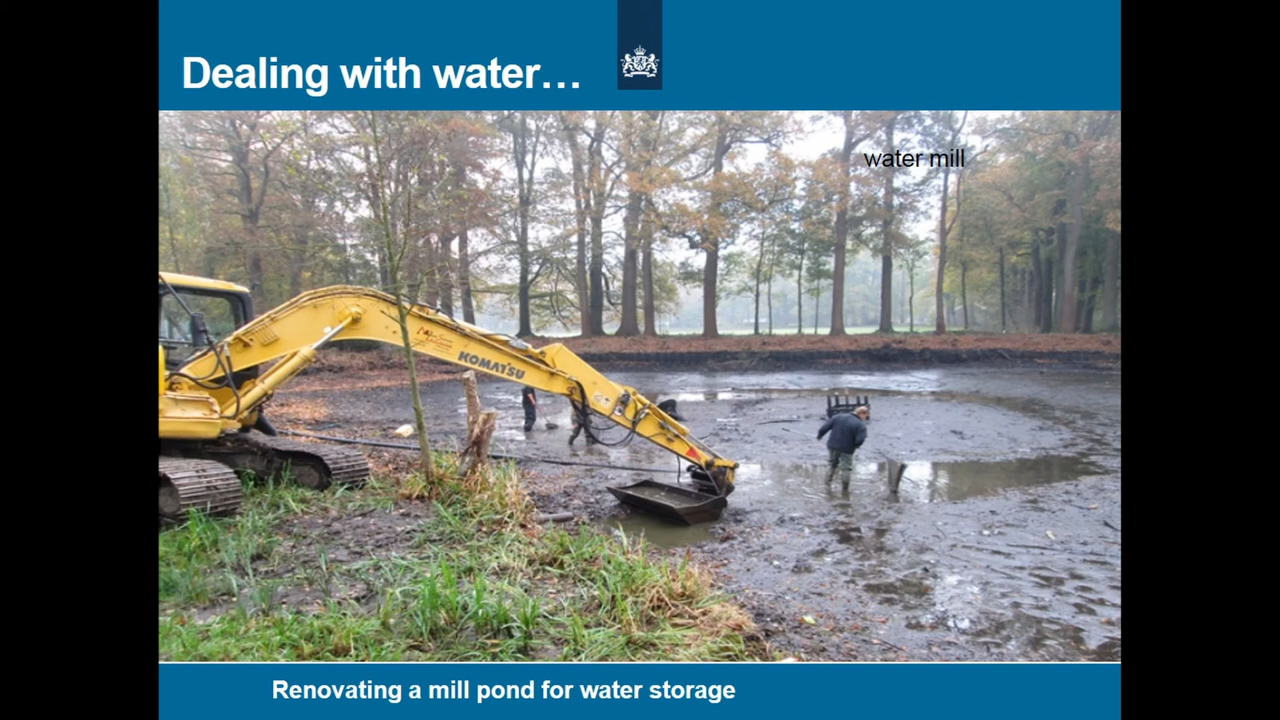 Dealing with water…
water mill
KOMATSU
Renovating a mill pond for water storage